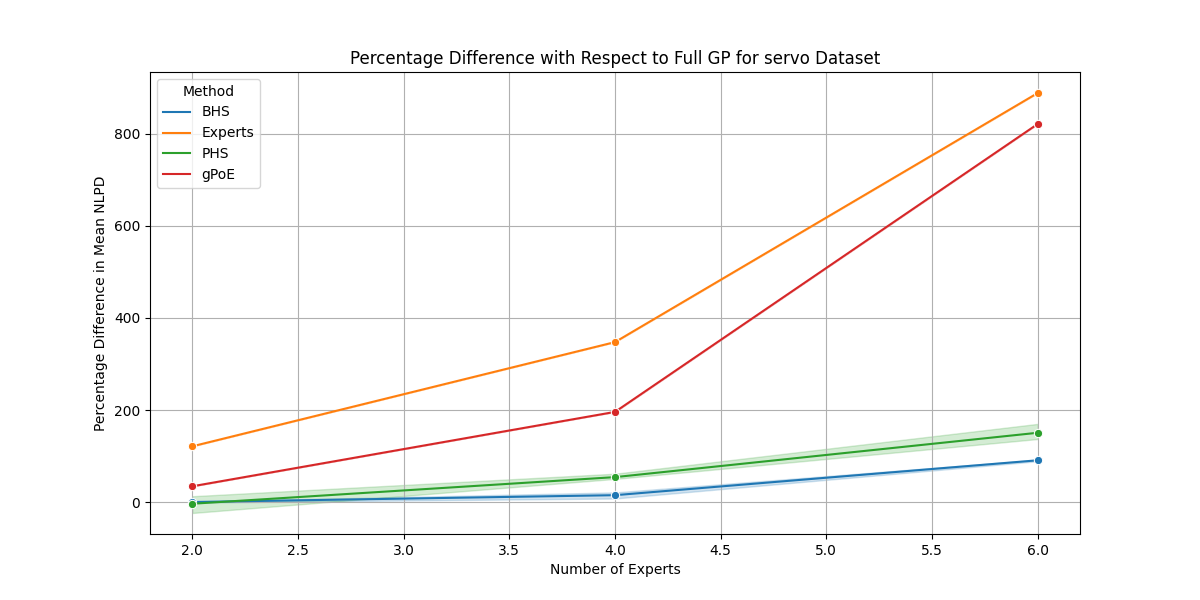 Percentage Difference with Respect to Full GP for servo Dataset
Method
BHS
Experts
PHS
gPoE
Percentage Difference in Mean NLPD
800
600
400
200
0
2.0 2.5 3.0 3.5 4.0 4.5 5.0 5.5 6.0
Number of Experts